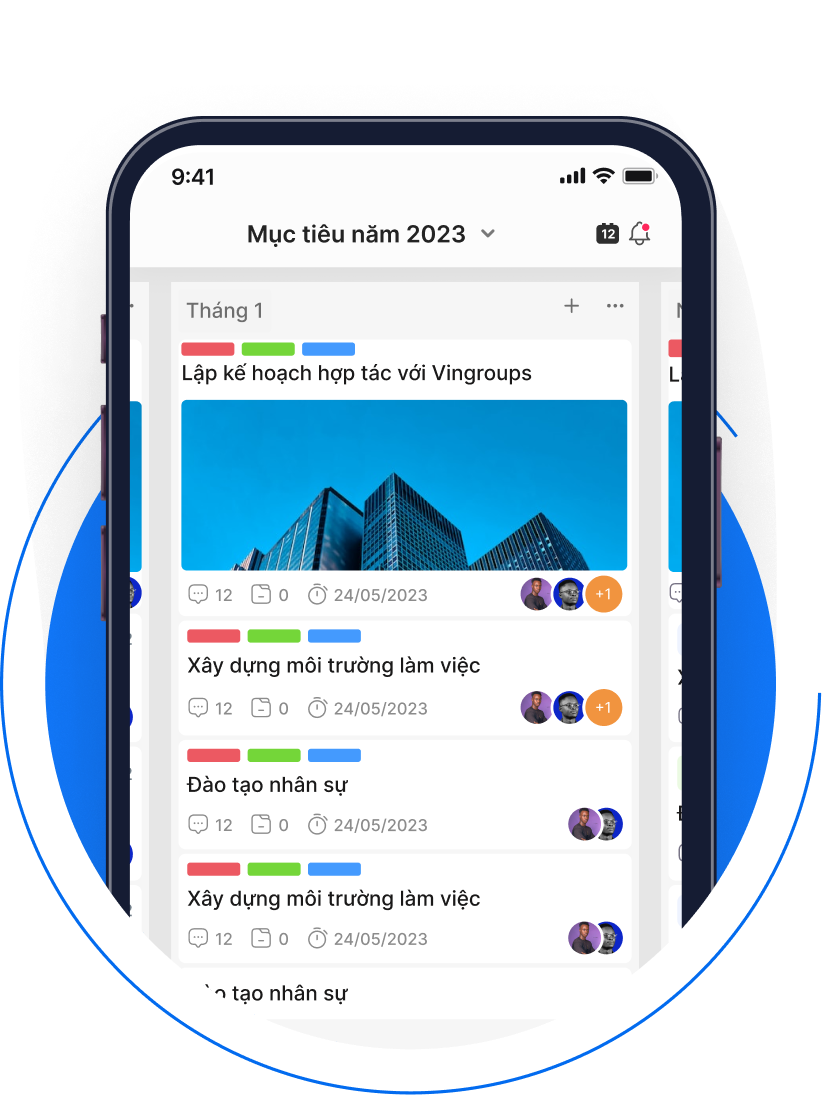 9:41
Mục tiêu năm 2023
12
Tháng 1
Lập kế hoạch hợp tác với Vingroups
12 0 24/05/2023 +1
Xây dựng môi trường làm việc
12 0 24/05/2023 +1
Đào tạo nhân sự
12 0 24/05/2023
Xây dựng môi trường làm việc
12 0 24/05/2023
tạo nhân sự